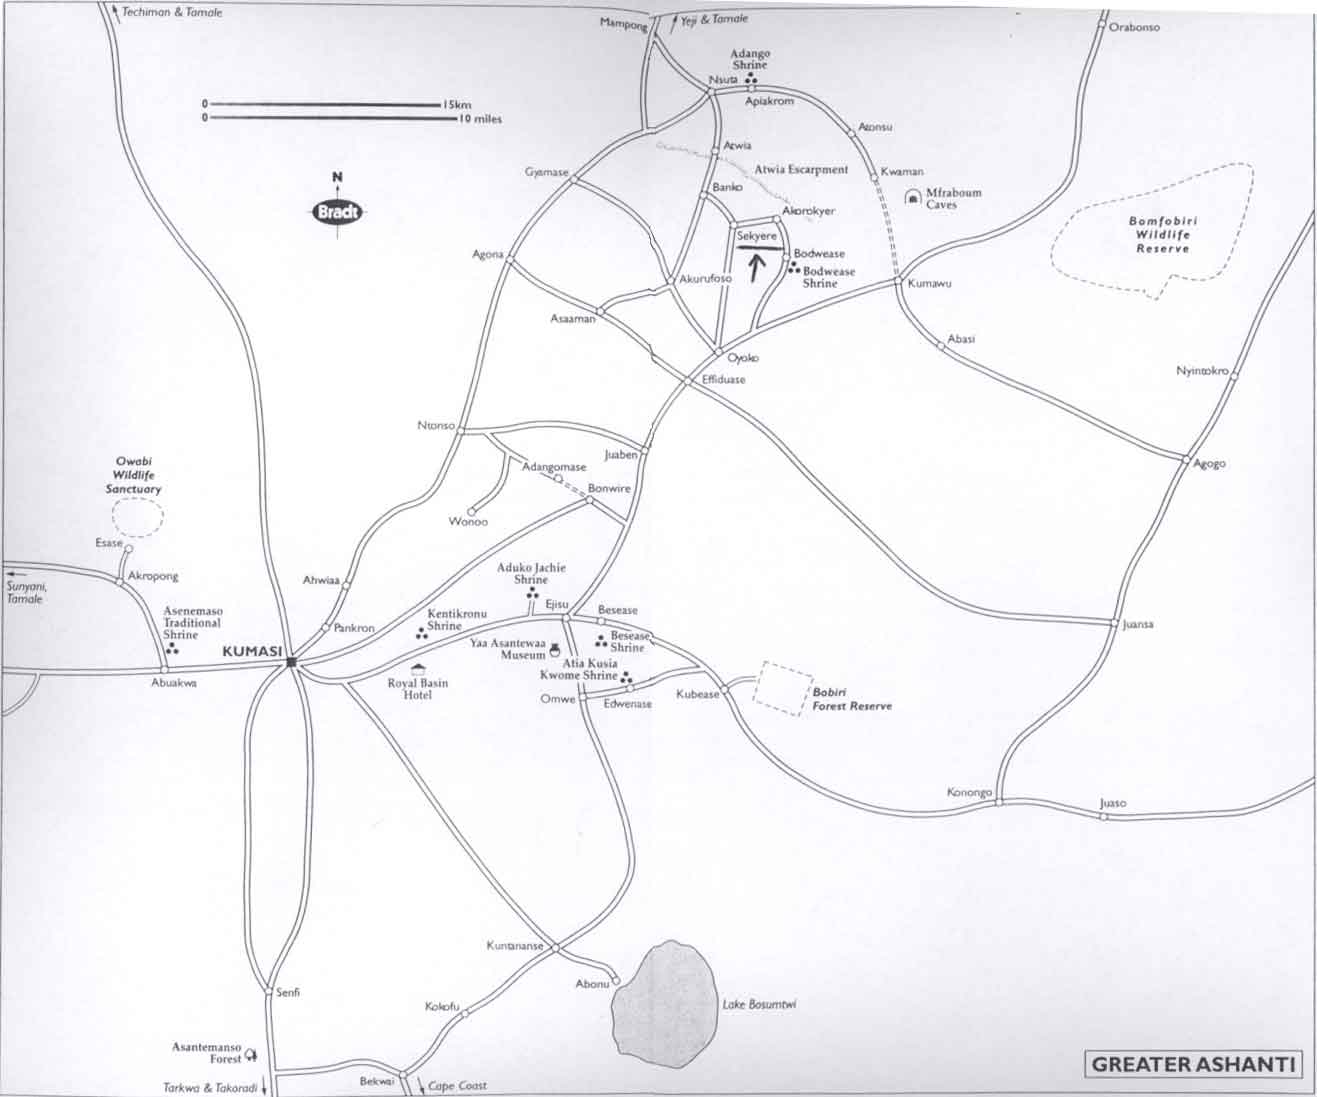 Techiman & Tamale
Mampong
Yeji & Tamale
Orabonso
Adango
Shrine
Nsuta
Apiakrom
0 15km
0 10 miles
Atonsu
Atwia
Atwia Escarpment
Gyamase
Kwaman
N
Bradt
Banko
Mfraboum
Caves
Akorokyer
Bomfobiri
Wildlife
Reserve
Sekyere
Agona
Bodwease
Bodwease
Shrine
Akurufoso
Kumawu
Asaaman
Abasi
Oyoko
Effiduase
Nyintokro
Ntonso
Juaben
Owabi
Wildlife
Sanctuary
Adangomase
Agogo
Bonwire
Wonoo
Esase
Akropong
Sunyani,
Tamale
Ahwiaa
Aduko Jachie
Shrine
Asenemaso
Traditional
Shrine
Kentikronu
Shrine
Ejisu
Besease
Pankron
Juansa
KUMASI
Yaa Asantewaa
Museum
Besease
Shrine
Abuakwa
Royal Basin
Hotel
Atia Kusia
Kwome Shrine
Omwe
Edwenase
Kubease
Bobiri
Forest Reserve
Konongo
Juaso
Kuntananse
Abonu
Senfi
Kokofu
Lake Bosumtwi
Asantemanso
Forest
Bekwai
Tarkwa & Takoradi
Cape Coast
GREATER ASHANTI